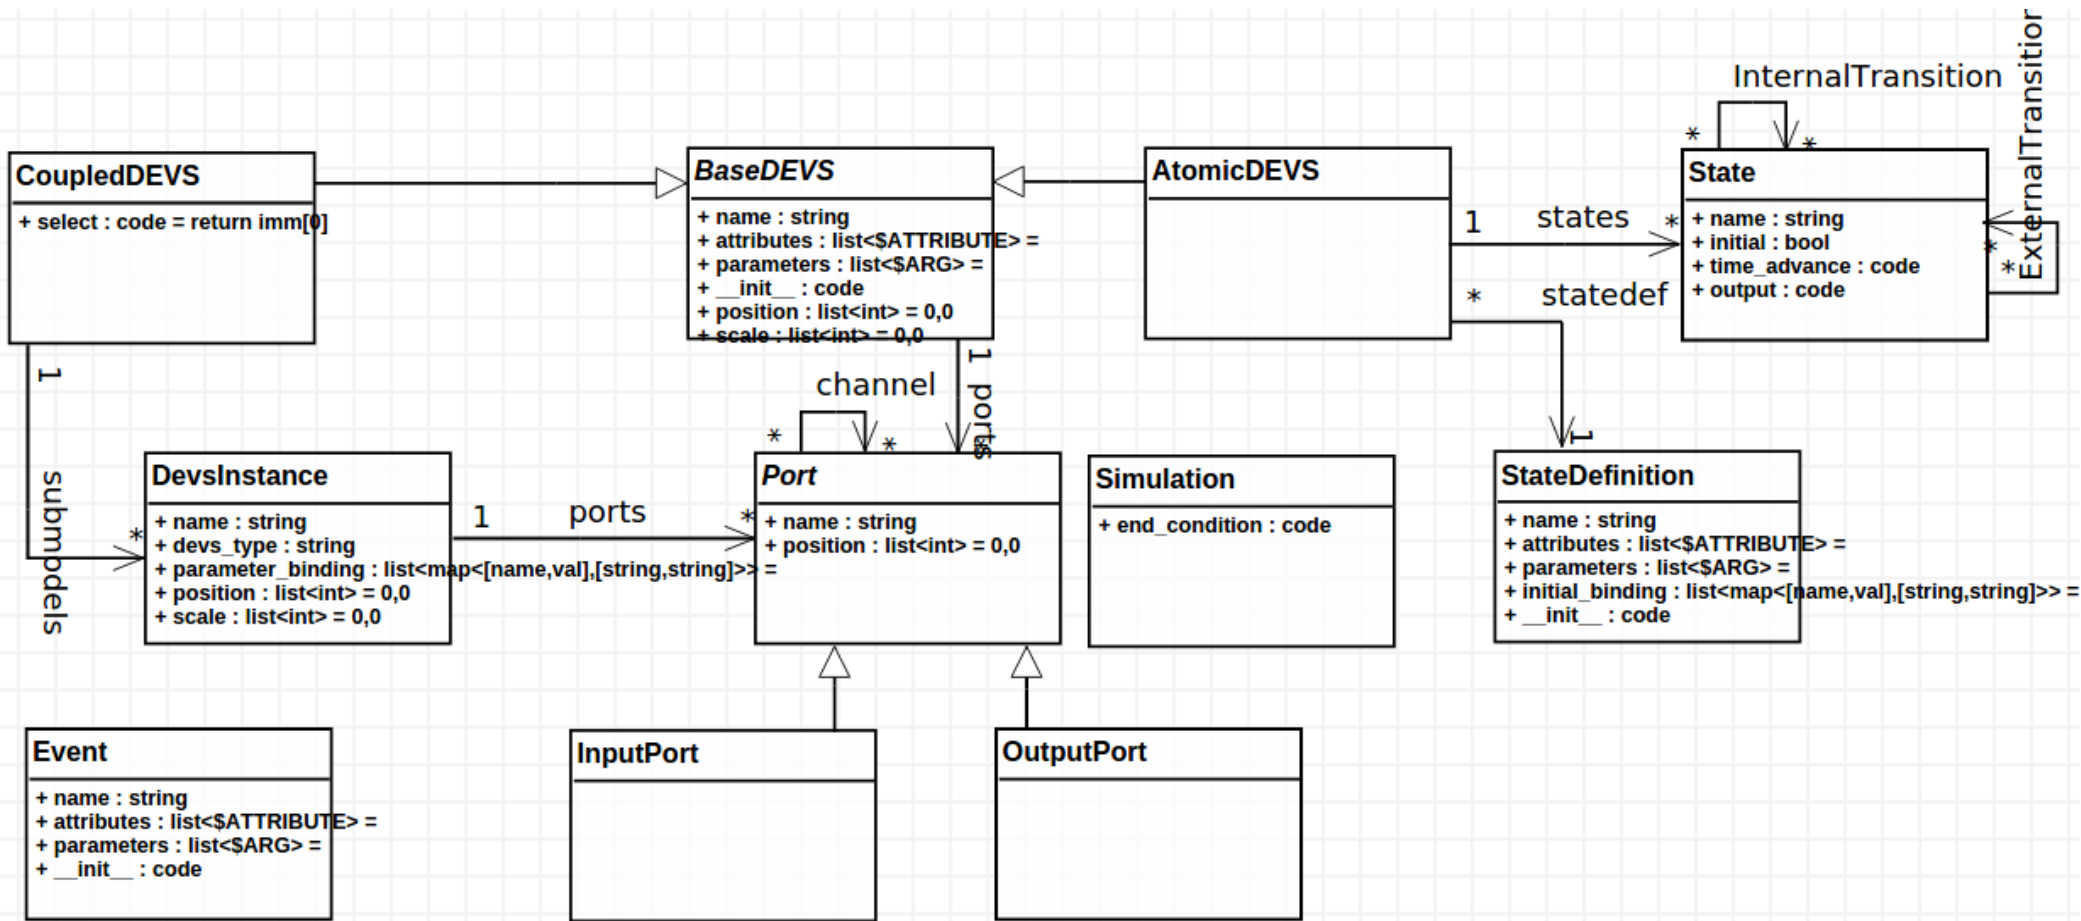 InternalTransition
ExternalTransition
*
*
CoupledDEVS
+ select : code = return imm[0]
BaseDEVS
+ name : string
+ attributes : list<$ATTRIBUTE> =
+ parameters : list<$ARG> =
+ __init__ : code
+ position : list<int> = 0,0
+ scale : list<int> = 0,0
AtomicDEVS
1
states
*
*
statedef
1
State
+ name : string
+ initial : bool
+ time_advance : code
+ output : code
*
*
1
submodels
*
channel
*
*
1
ports
*
DevsInstance
+ name : string
+ devs_type : string
+ parameter_binding : list<map<[name,val],[string,string]>> =
+ position : list<int> = 0,0
+ scale : list<int> = 0,0
1
ports
*
Port
+ name : string
+ position : list<int> = 0,0
Simulation
+ end_condition : code
StateDefinition
+ name : string
+ attributes : list<$ATTRIBUTE> =
+ parameters : list<$ARG> =
+ initial_binding : list<map<[name,val],[string,string]>> =
+ __init__ : code
Event
+ name : string
+ attributes : list<$ATTRIBUTE> =
+ parameters : list<$ARG> =
+ __init__ : code
InputPort
OutputPort